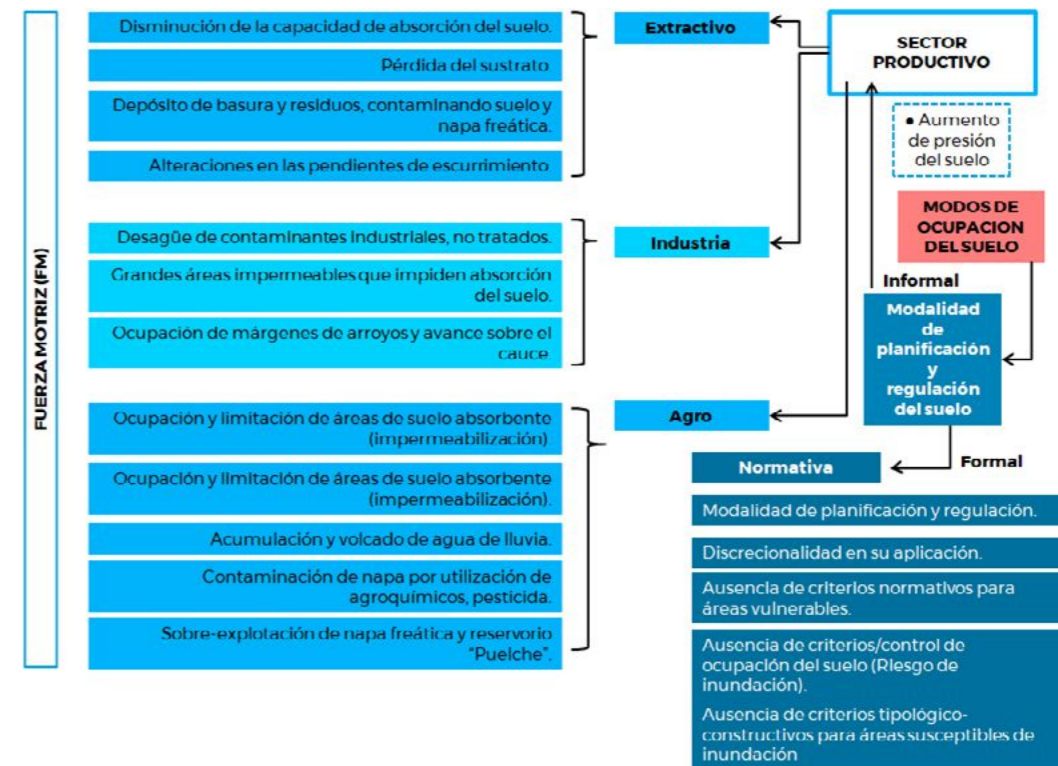 FUERZA MOTRIZ (FM)
Disminución de la capacidad de absorción del suelo.
Pérdida del sustrato.
Depósito de basura y residuos, contaminando suelo y
napa freática.
Alteraciones en las pendientes de escurrimiento
Extractivo
SECTOR
PRODUCTIVO
• Aumento
de presión
del suelo
MODOS DE
OCUPACION
DEL SUELO
Desagüe de contaminantes industriales, no tratados.
Grandes áreas impermeables que impiden absorción
del suelo.
Ocupación de márgenes de arroyos y avance sobre el
cauce.
Industria
Informal
Modalidad
de
planificación
y
regulación
del suelo
Ocupación y limitación de áreas de suelo absorbente
(impermeabilización)
Ocupación y limitación de áreas de suelo absorbente
(impermeabilización).
Acumulación y volcado de agua de lluvia.
Contaminación de napa por utilización de
agroquímicos, pesticida.
Sobre-explotación de napa freática y reservorio
"Puelche".
Agro
Formal
Normativa
Modalidad de planificación y regulación.
Discrecionalidad en su aplicación.
Ausencia de criterios normativos para
áreas vulnerables.
Ausencia de criterios/control de
ocupación del suelo (Riesgo de
inundación).
Ausencia de criterios tipológico-
constructivos para áreas susceptibles de
inundación